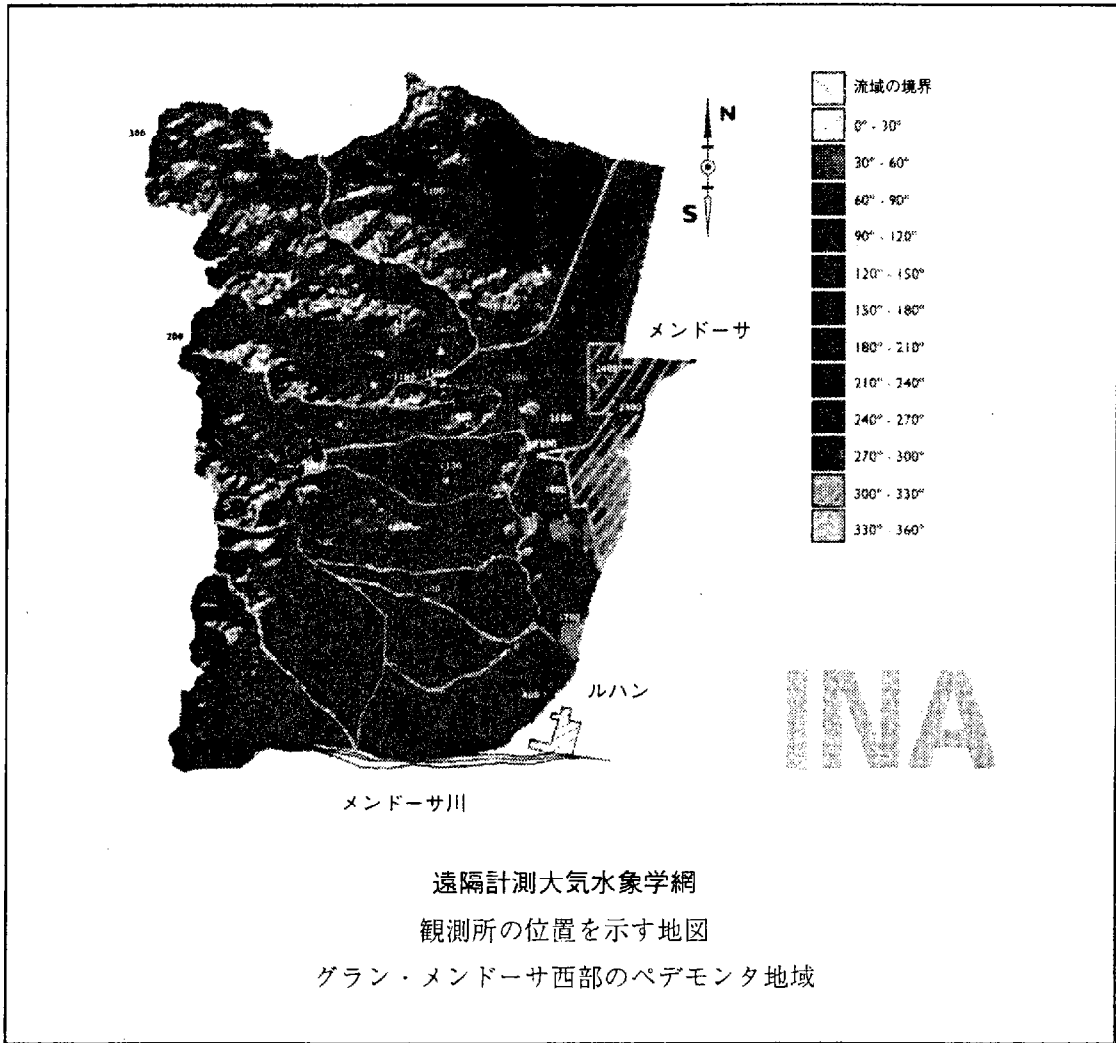 流域の境界
0° - 30°
30° - 60°
60° - 90°
90° - 120°
120° - 150°
150° - 180°
180° - 210°
210° - 240°
240° - 270°
270° - 300°
300° - 330°
330° - 360°
N
S
メンドーサ
ルハン
メンドーサ川
INA
遠隔計測大気水象学網
観測所の位置を示す地図
グラン・メンドーサ西部のペデモンタ地域